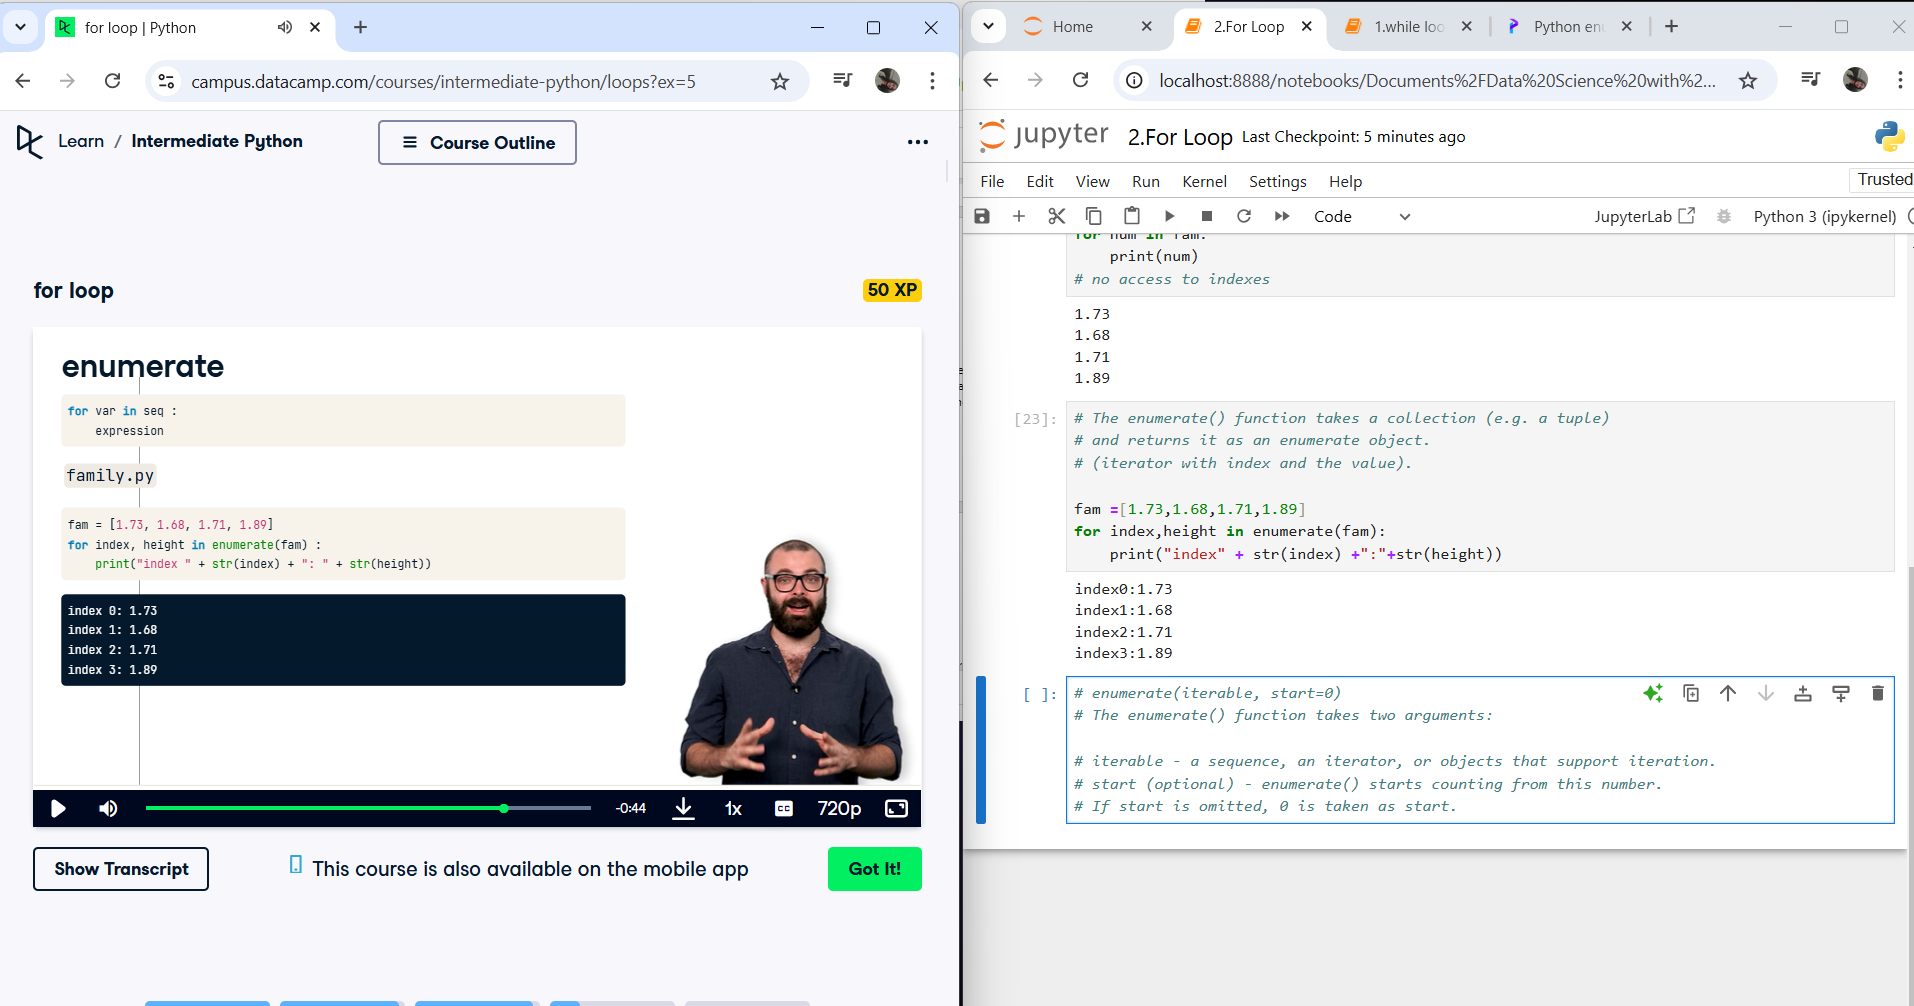 for loop | Python
campus.datacamp.com/courses/intermediate-python/loops?ex=5
Learn / Intermediate Python
Course Outline
for loop
50 XP
enumerate
for var in seq :
    expression
family.py
fam = [1.73, 1.68, 1.71, 1.89]
for index, height in enumerate(fam) :
    print("index " + str(index) + ": " + str(height))
index 0: 1.73
index 1: 1.68
index 2: 1.71
index 3: 1.89
-0:44
1x
CC
720p
Show Transcript
This course is also available on the mobile app
Got It!
Home
2.For Loop
1.while loo
Python en
localhost:8888/notebooks/Documents%2FData%20Science%20with%2...
jupyter 2.For Loop Last Checkpoint: 5 minutes ago
File Edit View Run Kernel Settings Help
Trusted
Code
JupyterLab
Python 3 (ipykernel)
for num in fam:
    print(num)
# no access to indexes
1.73
1.68
1.71
1.89
[23]:
# The enumerate() function takes a collection (e.g. a tuple)
# and returns it as an enumerate object.
# (iterator with index and the value).
fam =[1.73,1.68,1.71,1.89]
for index,height in enumerate(fam):
    print("index" + str(index) +":"+str(height))
index0:1.73
index1:1.68
index2:1.71
index3:1.89
[ ]:
# enumerate(iterable, start=0)
# The enumerate() function takes two arguments:
# iterable - a sequence, an iterator, or objects that support iteration.
# start (optional) - enumerate() starts counting from this number.
# If start is omitted, 0 is taken as start.